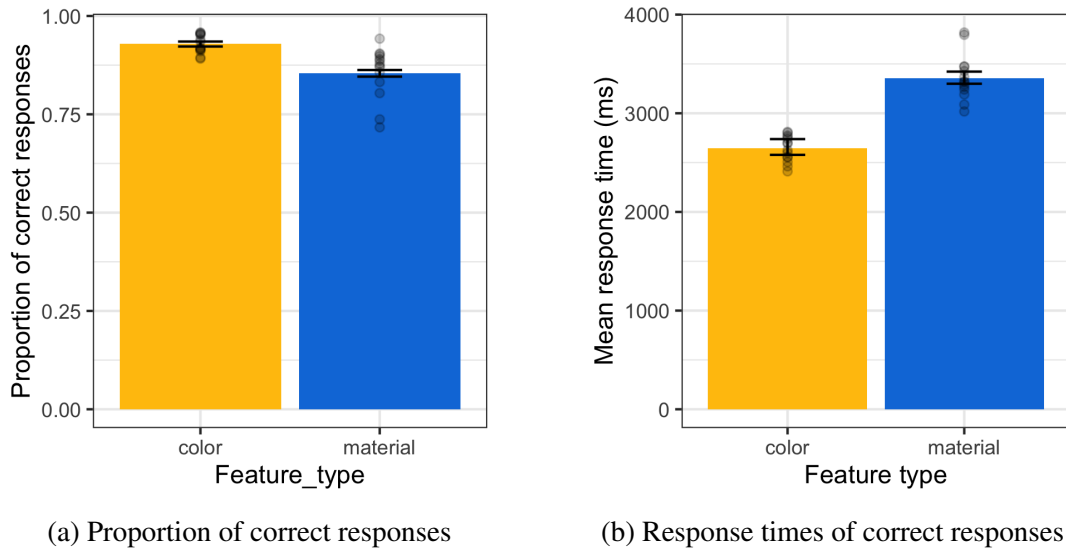 Proportion of correct responses
1.00
0.75
0.50
0.25
0.00
color
material
Feature_type
(a) Proportion of correct responses
Mean response time (ms)
4000
3000
2000
1000
0
color
material
Feature type
(b) Response times of correct responses